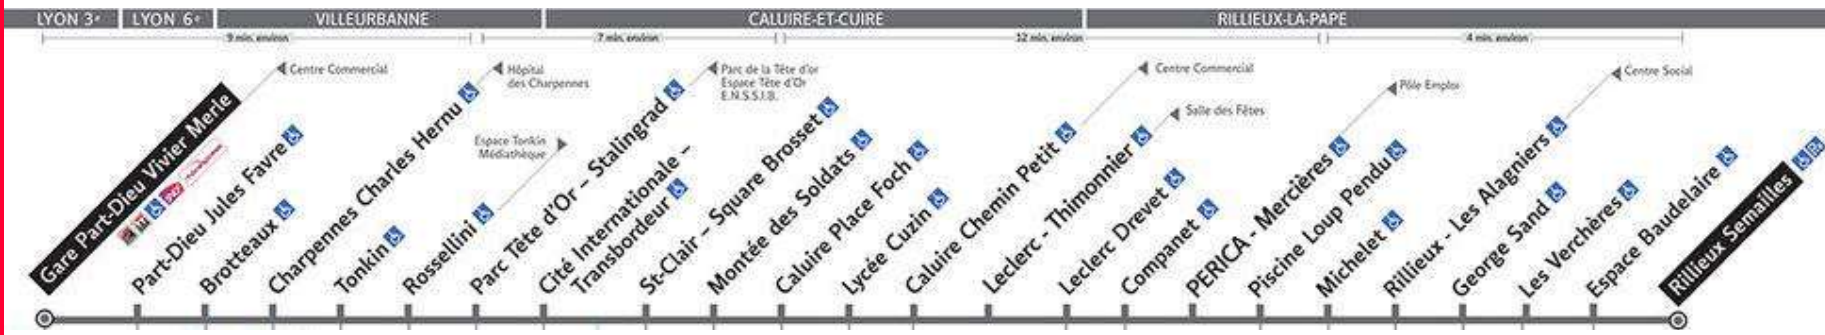 LYON 3e
LYON 6e
VILLEURBANNE
CALUIRE-ET-CUIRE
RILLIEUX-LA-PAPE
9 min. environ
7 min. environ
12 min. environ
4 min. environ
Centre Commercial
Hôpital
des Charpennes
Parc de la Tête d'or
Espace Tête d'Or
E.N.S.S.I.B.
Espace Tonkin
Médiathèque
Centre Commercial
Salle des Fêtes
Pôle Emploi
Centre Social
Gare Part-Dieu Vivier Merle
Part-Dieu Jules Favre
Brotteaux
Charpennes Charles Hernu
Tonkin
Rossellini
Parc Tête d'Or – Stalingrad
Cité Internationale –
Transbordeur
St-Clair – Square Brosset
Montée des Soldats
Caluire Place Foch
Lycée Cuzin
Caluire Chemin Petit
Leclerc - Thimonnier
Leclerc Drevet
Companet
PERICA - Mercières
Piscine Loup Pendu
Michelet
Rillieux - Les Alagniers
George Sand
Les Verchères
Espace Baudelaire
Rillieux Semailles